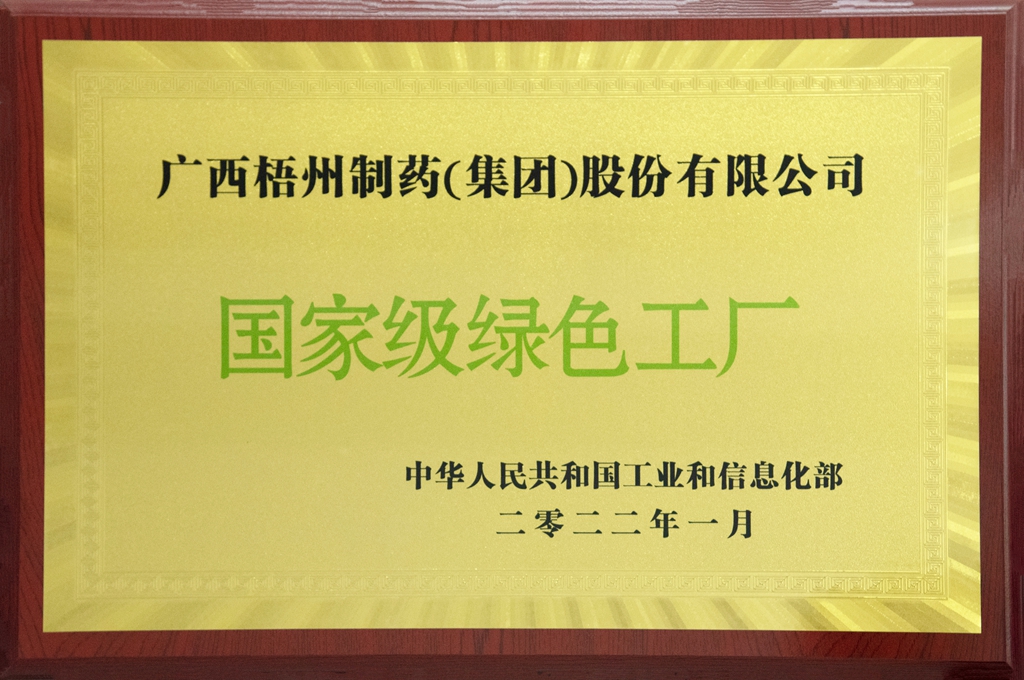 广西梧州制药(集团)股份有限公司
国家级绿色工厂
中华人民共和国工业和信息化部
二零二二年一月